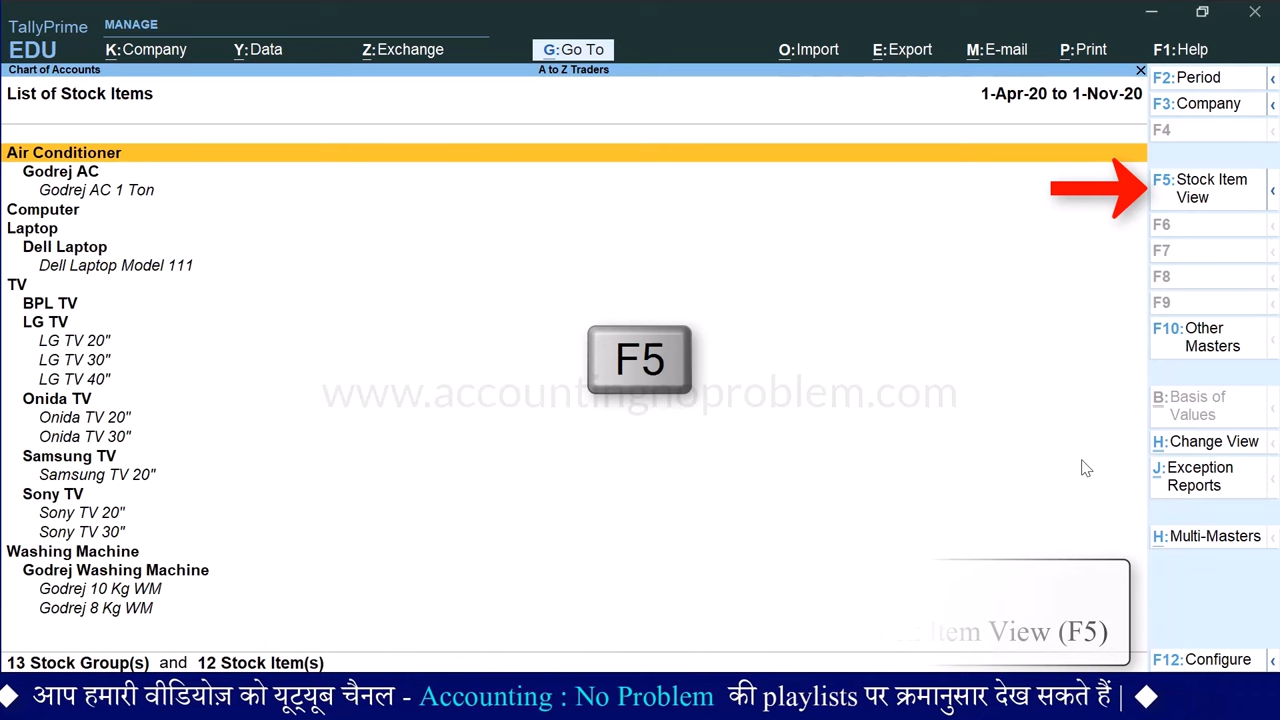 TallyPrime
EDU
MANAGE
K:Company
Y:Data
Z:Exchange
G:Go To
O:Import
E:Export
M:E-mail
P:Print
F1:Help
Chart of Accounts
A to Z Traders
List of Stock Items
1-Apr-20 to 1-Nov-20
Air Conditioner
Godrej AC
Godrej AC 1 Ton
Computer
Laptop
Dell Laptop
Dell Laptop Model 111
TV
BPL TV
LG TV
LG TV 20"
LG TV 30"
LG TV 40"
Onida TV
Onida TV 20"
Onida TV 30"
Samsung TV
Samsung TV 20"
Sony TV
Sony TV 20"
Sony TV 30"
Washing Machine
Godrej Washing Machine
Godrej 10 Kg WM
Godrej 8 Kg WM
13 Stock Group(s) and 12 Stock Item(s)
F5
www.accountingnoproblem.com
Item View (F5)
F2:Period
F3:Company
F4
F5:Stock Item
View
F6
F7
F8
F9
F10:Other
Masters
B:Basis of
Values
H:Change View
J:Exception
Reports
H:Multi-Masters
F12:Configure
आप हमारी वीडियोज़ को यूट्यूब चैनल - Accounting : No Problem की playlists पर क्रमानुसार देख सकते हैं |